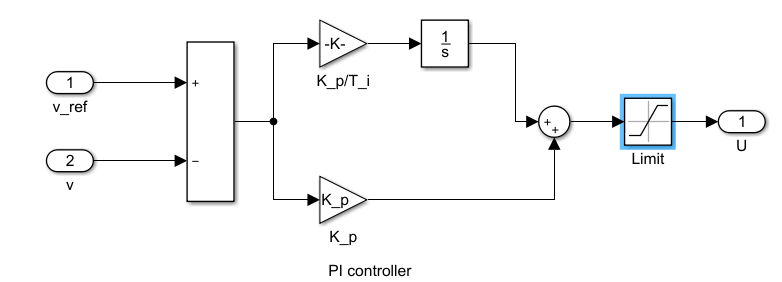 1
v_ref
2
v
+
−
-K-
K_p/T_i
1
s
K_p
K_p
+
+
Limit
1
U
PI controller